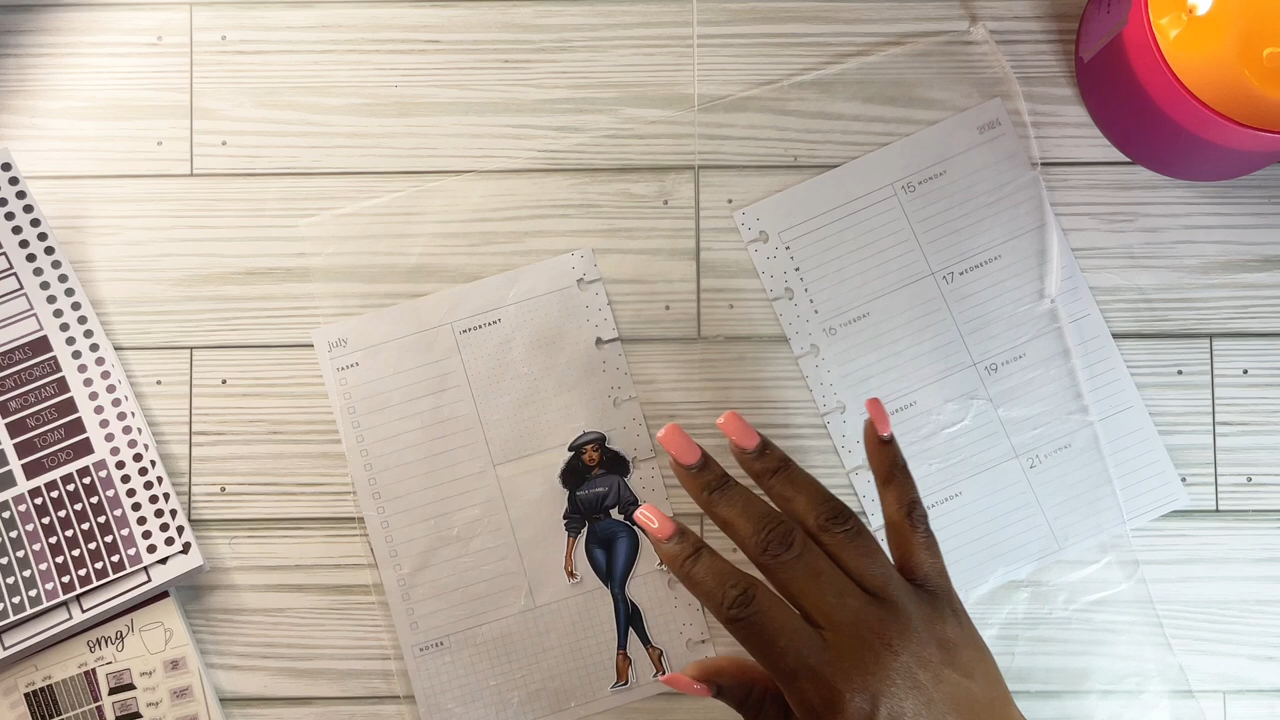 GOALS
DON'T FORGET
IMPORTANT
NOTES
TODAY
TO DO
omg!
july
TASKS
IMPORTANT
NOTES
2024
15 MONDAY
M
T
W
16 TUESDAY
17 WEDNESDAY
19 FRIDAY
SATURDAY
21 SUNDAY